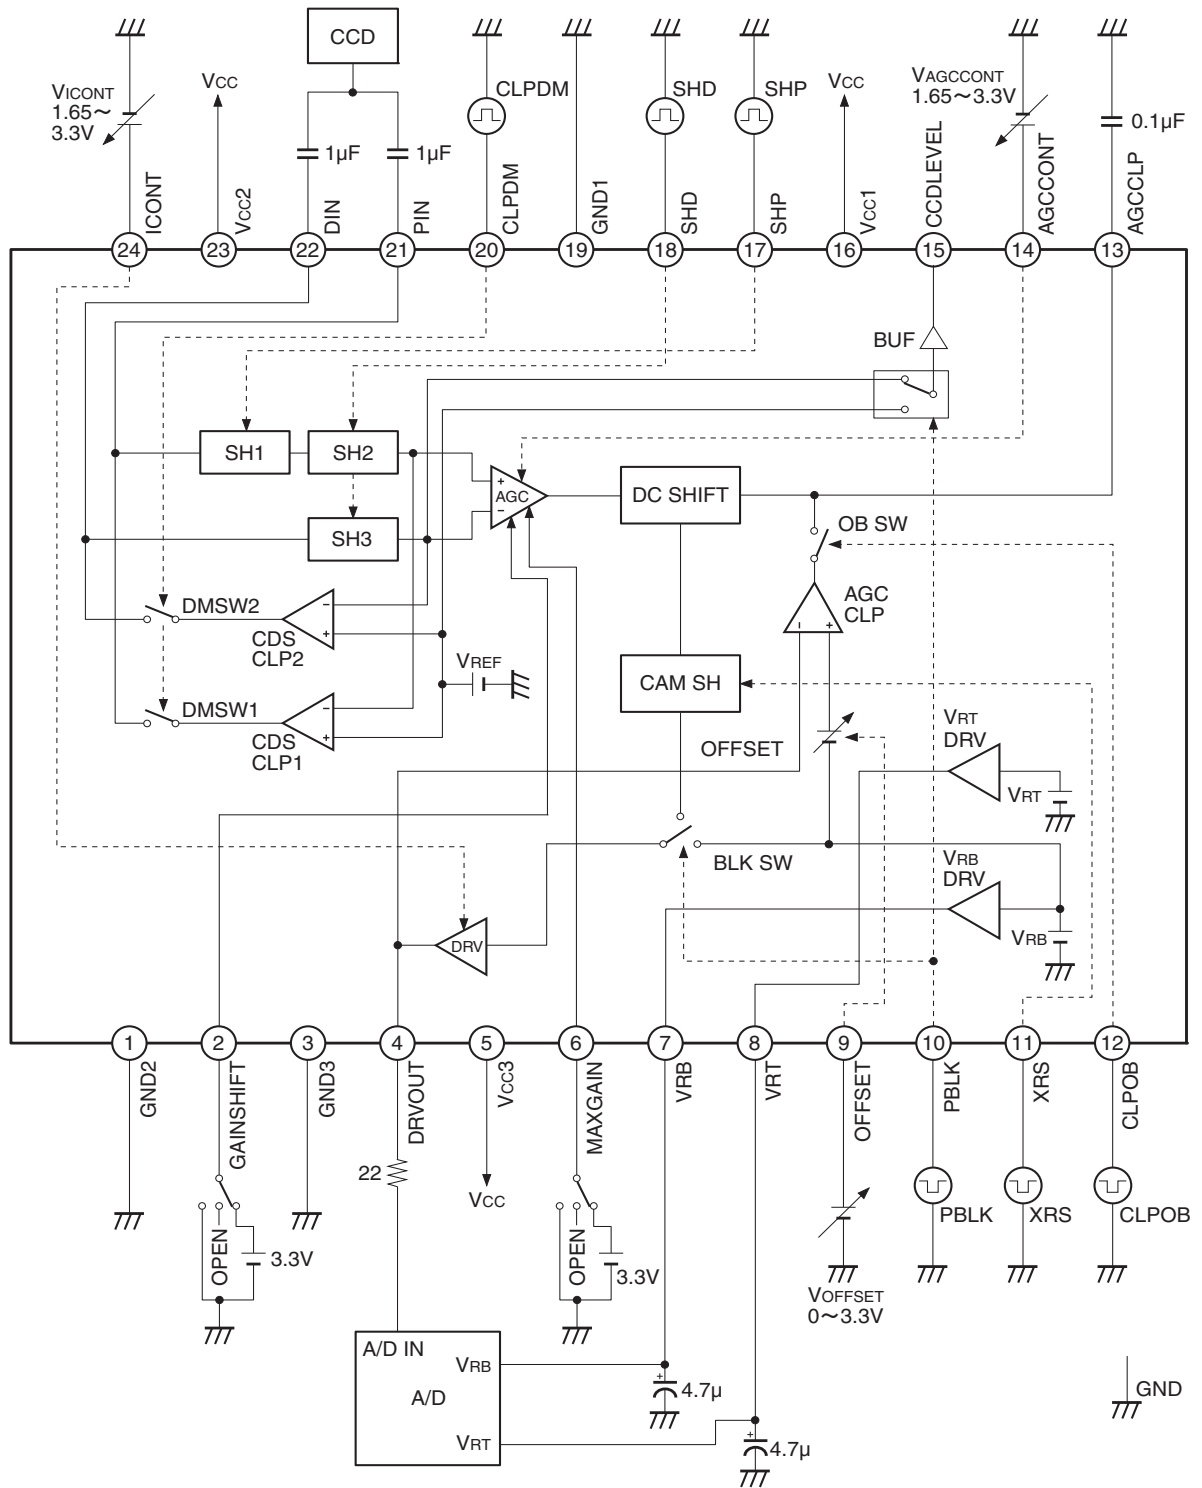 CCD
VICONT
1.65～
3.3V
VCC
1µF
1µF
CLPDM
SHD
SHP
VCC
VAGCCONT
1.65～3.3V
0.1µF
ICONT
VCC2
DIN
PIN
CLPDM
GND1
SHD
SHP
VCC1
CCDLEVEL
AGCCONT
AGCCLP
24
23
22
21
20
19
18
17
16
15
14
13
BUF
SH1
SH2
+
AGC
−
DC SHIFT
SH3
OB SW
DMSW2
−
+
CDS
CLP2
AGC
CLP
−
+
VREF
CAM SH
DMSW1
−
+
CDS
CLP1
OFFSET
VRT
DRV
VRT
BLK SW
VRB
DRV
VRB
DRV
1
2
3
4
5
6
7
8
9
10
11
12
GND2
GAINSHIFT
GND3
DRVOUT
VCC3
MAXGAIN
VRB
VRT
OFFSET
PBLK
XRS
CLPOB
22
VCC
PBLK
XRS
CLPOB
OPEN
3.3V
OPEN
3.3V
VOFFSET
0～3.3V
A/D IN
VRB
A/D
VRT
+
4.7µ
+
4.7µ
GND